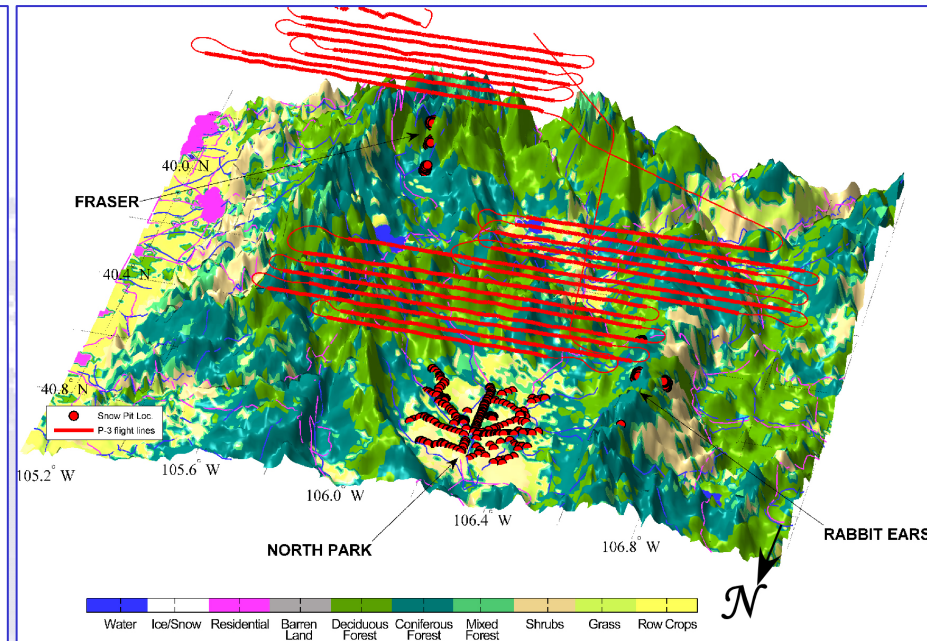 40.0° N
FRASER
40.4° N
40.8° N
Snow Pit Loc.
P-3 flight lines
105.2° W
105.6° W
106.0° W
106.4° W
106.8° W
NORTH PARK
RABBIT EARS
N
Water
Ice/Snow
Residential
Barren Land
Deciduous Forest
Coniferous Forest
Mixed Forest
Shrubs
Grass
Row Crops